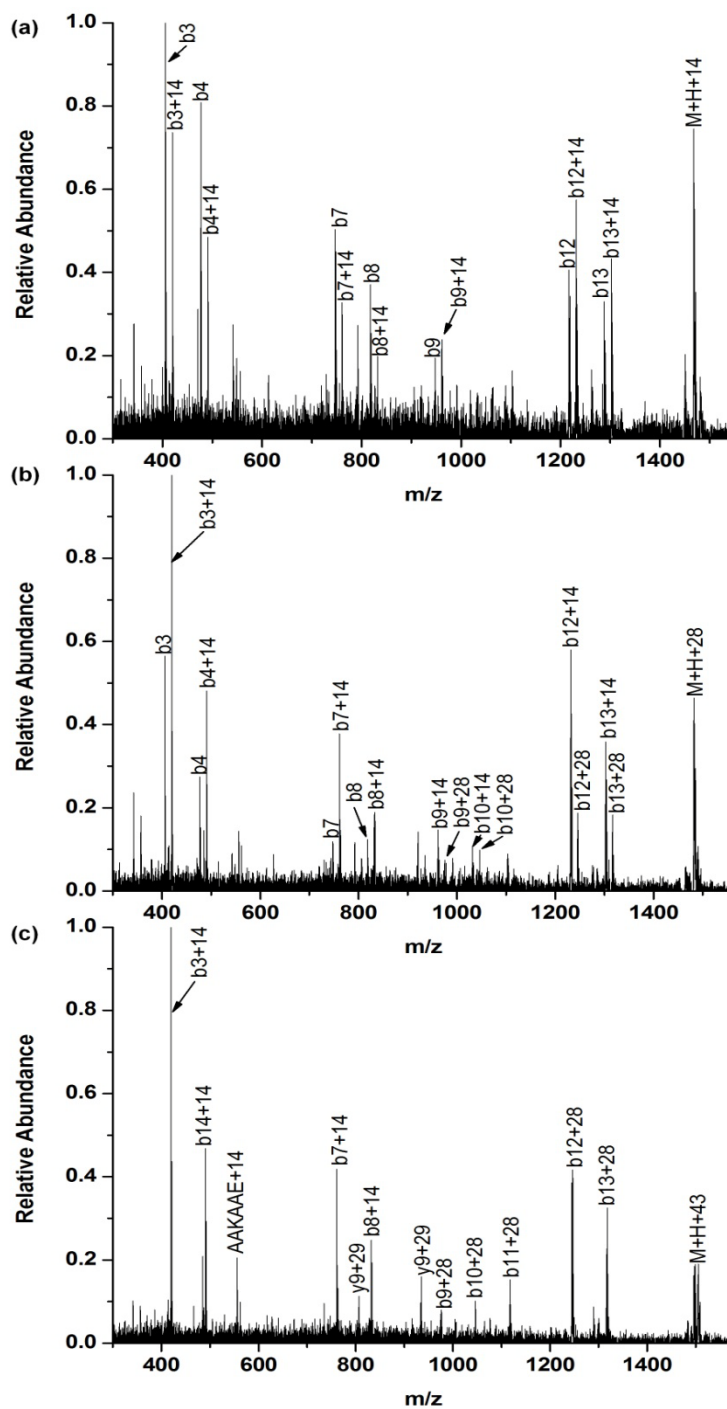 (a)
1.0
0.8
0.6
0.4
0.2
0.0
Relative Abundance
b3
b3+14
b4
b4+14
b7
b7+14
b8
b8+14
b9
b9+14
b12
b12+14
b13
b13+14
M+H+14
400 600 800 1000 1200 1400
m/z
(b)
1.0
0.8
0.6
0.4
0.2
0.0
Relative Abundance
b3
b3+14
b4
b4+14
b7
b7+14
b8
b8+14
b9+14
b9+28
b10+14
b10+28
b12+14
b12+28
b13+14
b13+28
M+H+28
400 600 800 1000 1200 1400
m/z
(c)
1.0
0.8
0.6
0.4
0.2
0.0
Relative Abundance
b3+14
b14+14
AAKAAE+14
b7+14
y9+29
b8+14
y9+29
b9+28
b10+28
b11+28
b12+28
b13+28
M+H+43
400 600 800 1000 1200 1400
m/z